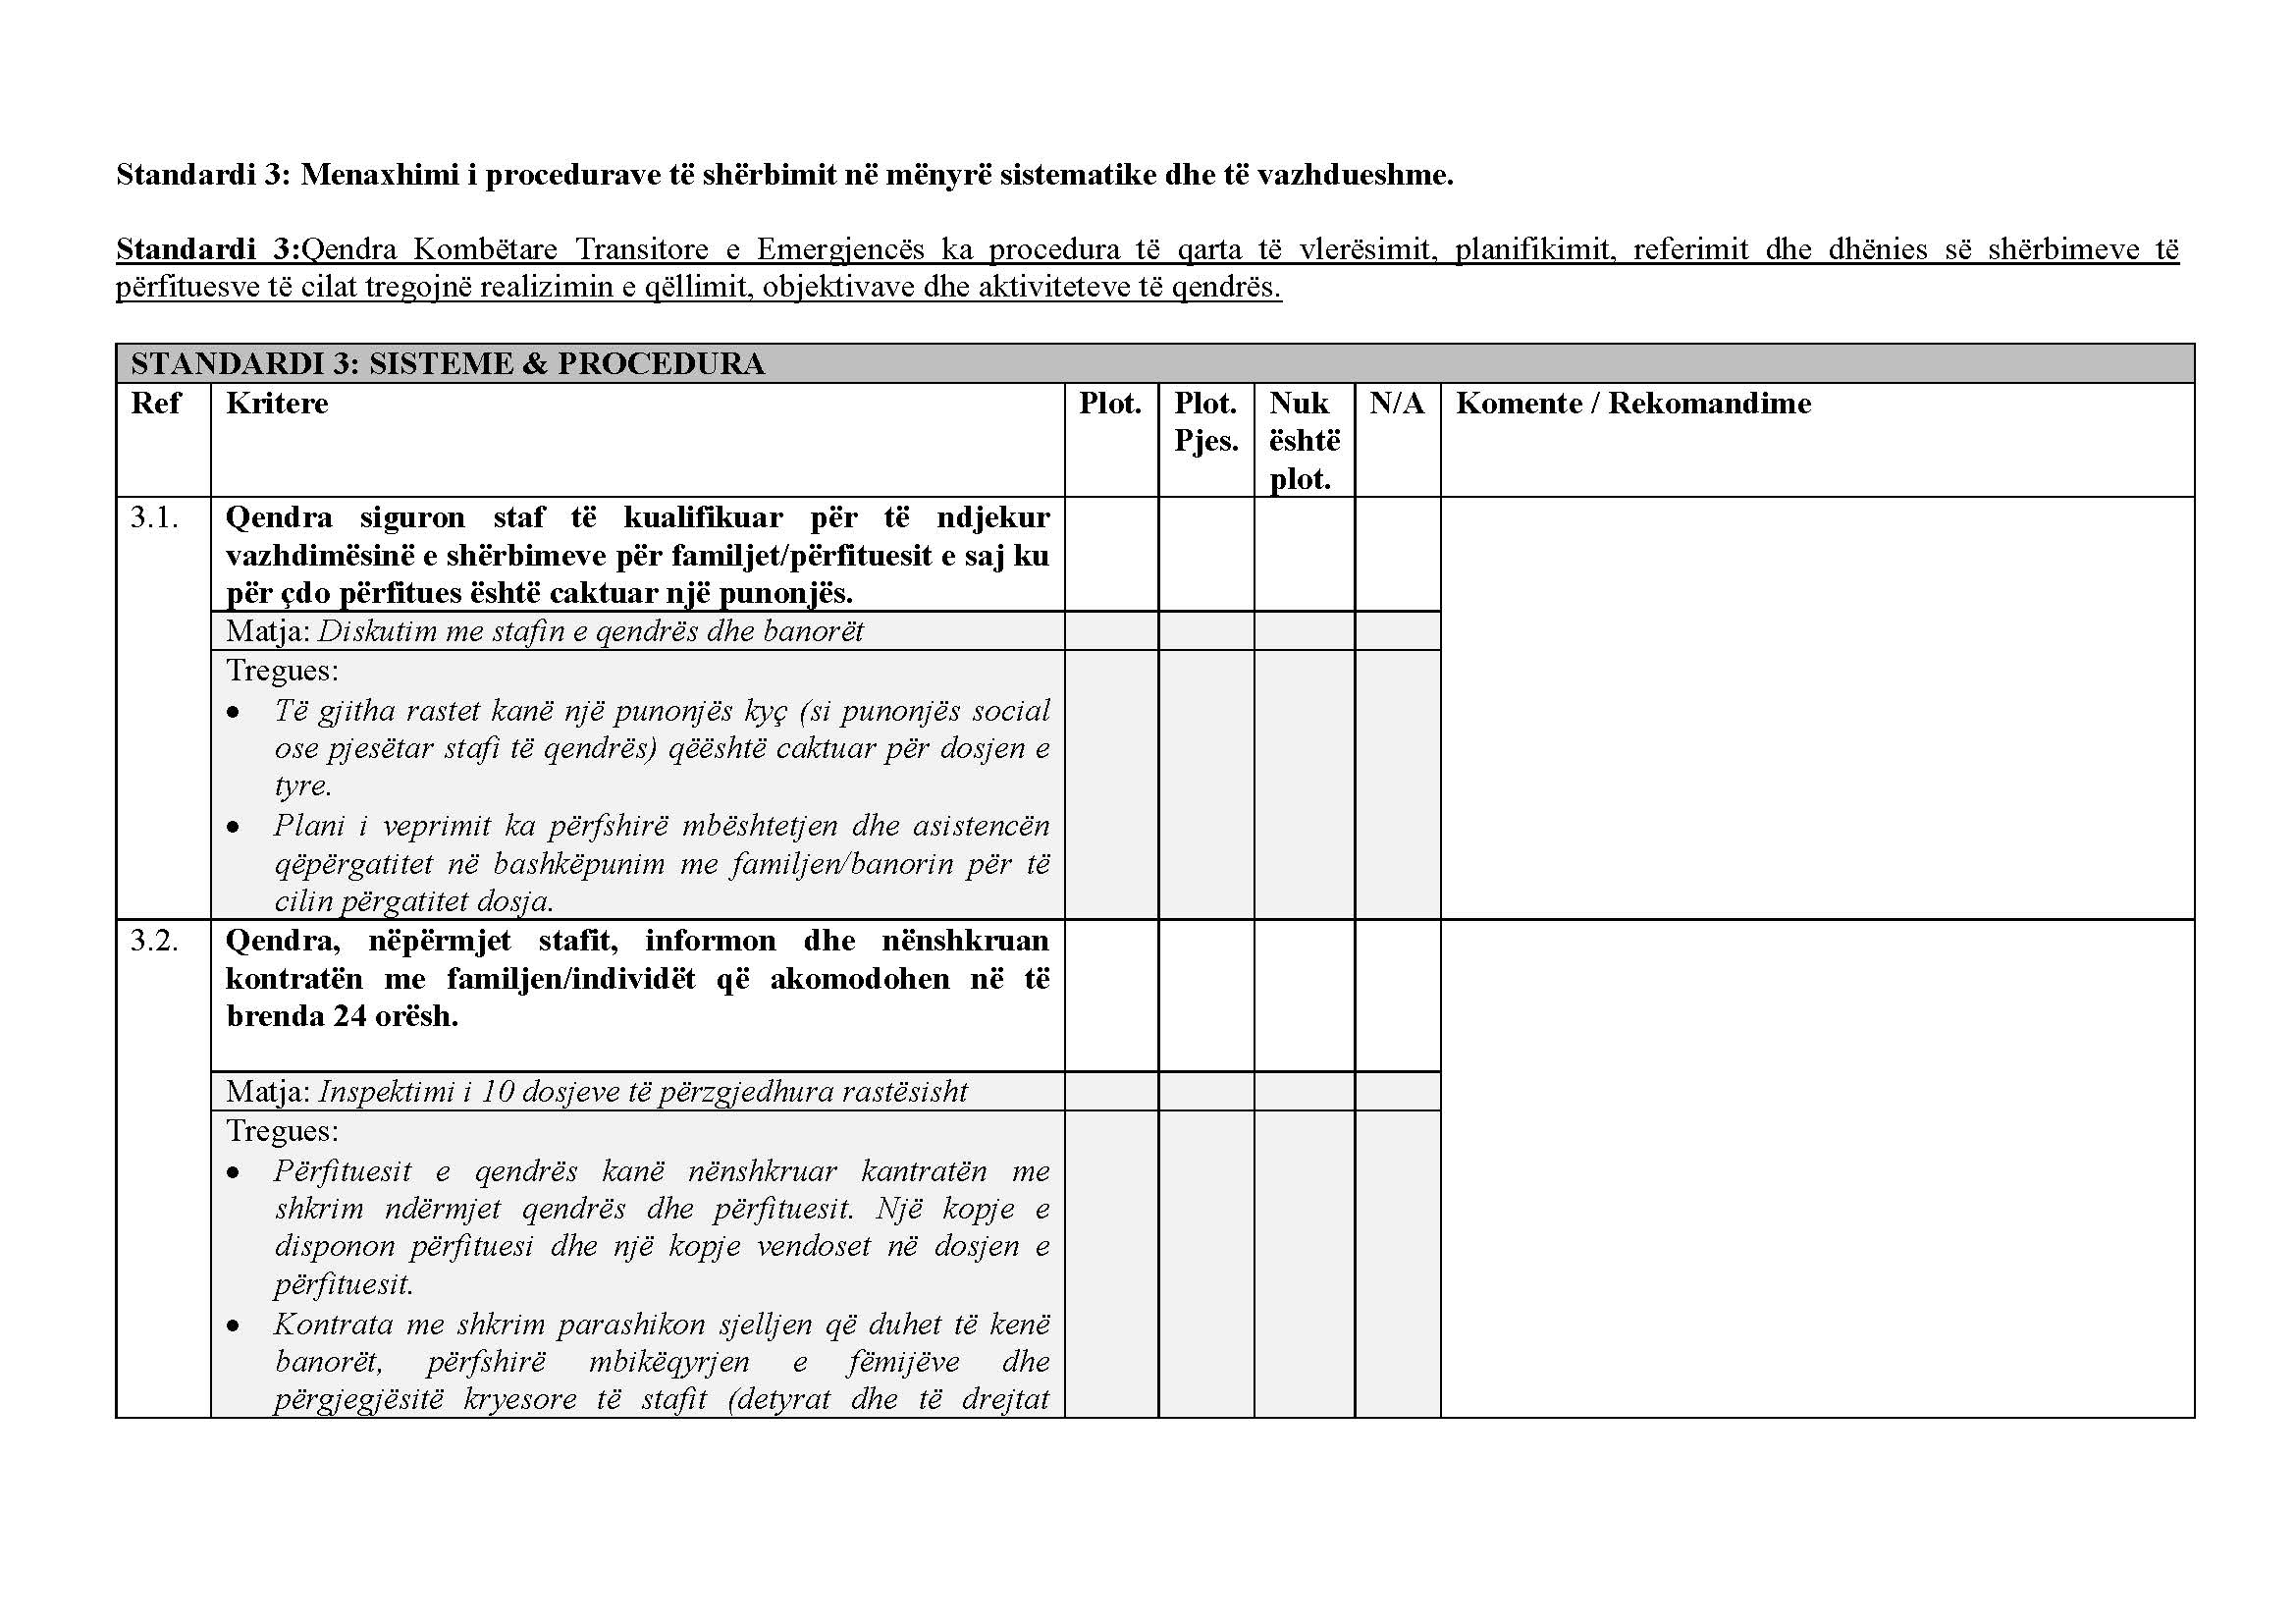 Standardi 3: Menaxhimi i procedurave të shërbimit në mënyrë sistematike dhe të vazhdueshme.
Standardi 3:Qendra Kombëtare Transitore e Emergjencës ka procedura të qarta të vlerësimit, planifikimit, referimit dhe dhënies së shërbimeve të
përfituesve të cilat tregojnë realizimin e qëllimit, objektivave dhe aktiviteteve të qendrës.
STANDARDI 3: SISTEME & PROCEDURA
Ref Kritere Plot. Plot. Nuk N/A Komente / Rekomandime
Pjes. është
plot.
3.1. Qendra siguron staf të kualifikuar për të ndjekur
vazhdimësinë e shërbimeve për familjet/përfituesit e saj ku
për çdo përfitues është caktuar një punonjës.
Matja: Diskutim me stafin e qendrës dhe banorët
Tregues:
• Të gjitha rastet kanë një punonjës kyç (si punonjës social
ose pjesëtar stafi të qendrës) qëështë caktuar për dosjen e
tyre.
• Plani i veprimit ka përfshirë mbështetjen dhe asistencën
qëpërgatitet në bashkëpunim me familjen/banorin për të
cilin përgatitet dosja.
3.2. Qendra, nëpërmjet stafit, informon dhe nënshkruan
kontratën me familjen/individët që akomodohen në të
brenda 24 orësh.
Matja: Inspektimi i 10 dosjeve të përzgjedhura rastësisht
Tregues:
• Përfituesit e qendrës kanë nënshkruar kantratën me
shkrim ndërmjet qendrës dhe përfituesit. Një kopje e
disponon përfituesi dhe një kopje vendoset në dosjen e
përfituesit.
• Kontrata me shkrim parashikon sjelljen që duhet të kenë
banorët, përfshirë mbikëqyrjen e fëmijëve dhe
përgjegjësitë kryesore të stafit (detyrat dhe të drejtat